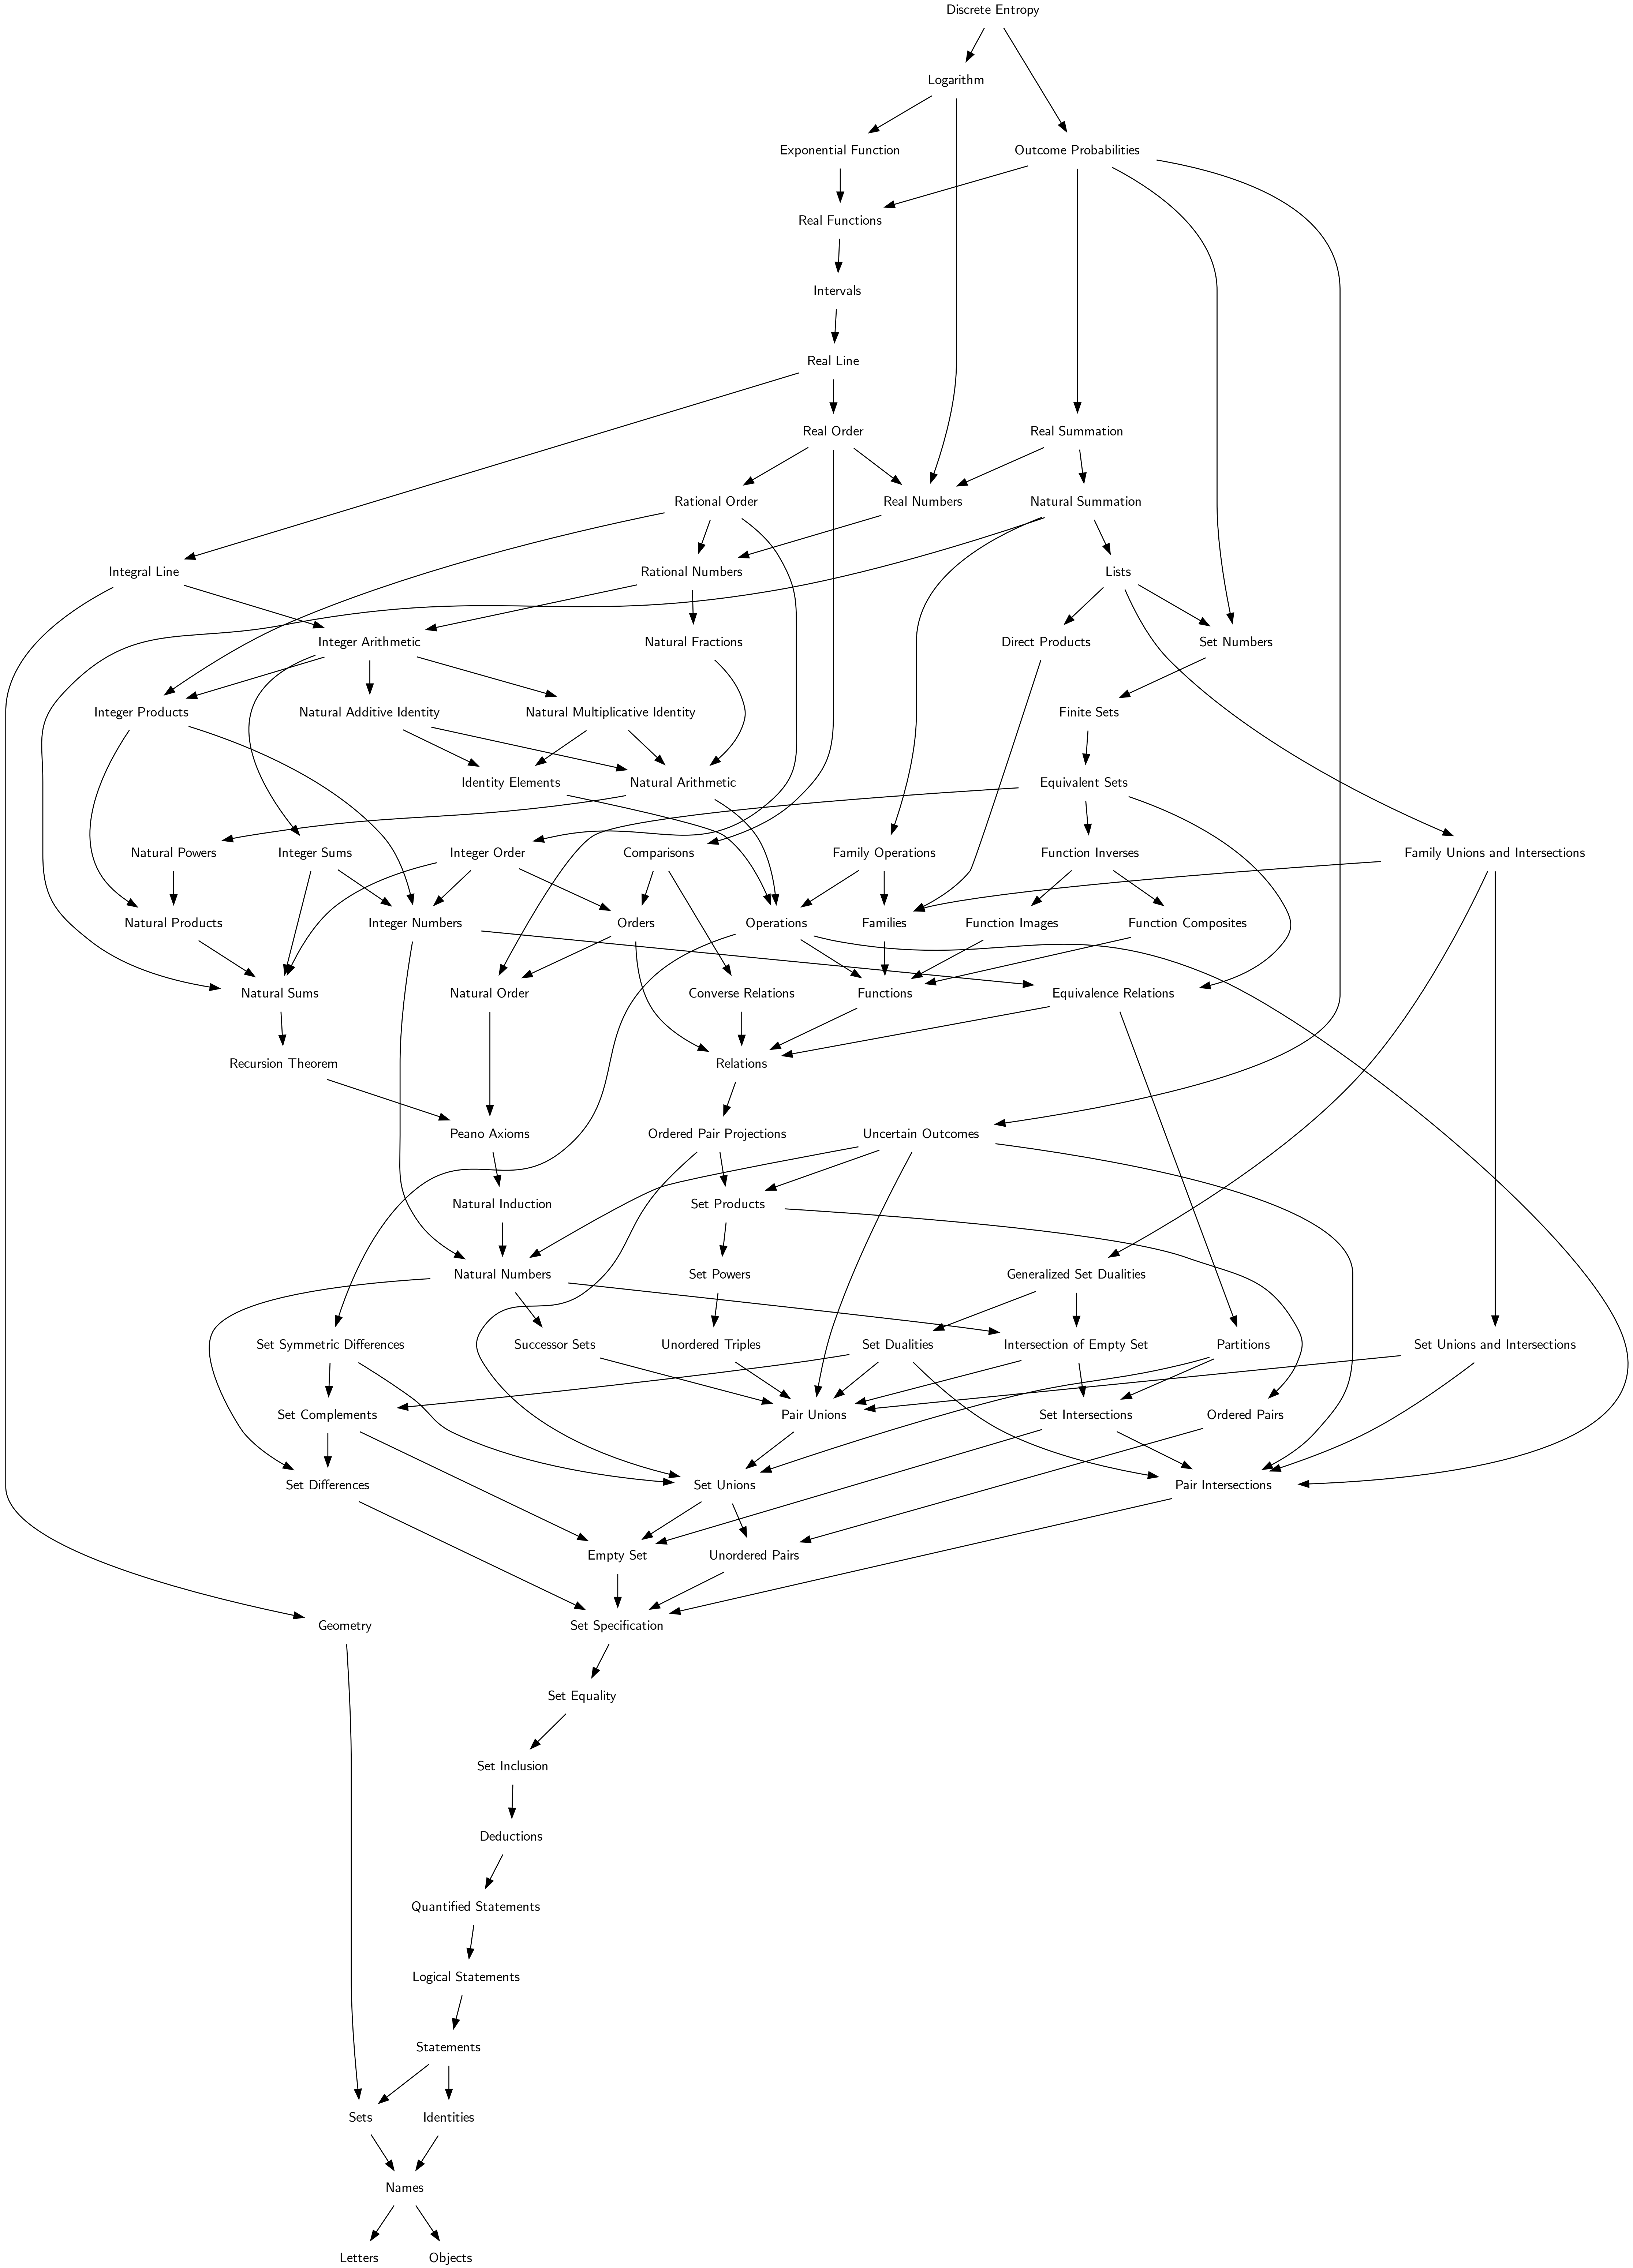 Discrete Entropy
Logarithm
Exponential Function
Outcome Probabilities
Real Functions
Intervals
Real Line
Real Order
Real Summation
Rational Order
Real Numbers
Natural Summation
Integral Line
Rational Numbers
Lists
Integer Arithmetic
Natural Fractions
Direct Products
Set Numbers
Integer Products
Natural Additive Identity
Natural Multiplicative Identity
Finite Sets
Identity Elements
Natural Arithmetic
Equivalent Sets
Natural Powers
Integer Sums
Integer Order
Comparisons
Family Operations
Function Inverses
Family Unions and Intersections
Natural Products
Integer Numbers
Orders
Operations
Families
Function Images
Function Composites
Natural Sums
Natural Order
Converse Relations
Functions
Equivalence Relations
Recursion Theorem
Relations
Peano Axioms
Ordered Pair Projections
Uncertain Outcomes
Natural Induction
Set Products
Natural Numbers
Set Powers
Generalized Set Dualities
Set Symmetric Differences
Successor Sets
Unordered Triples
Set Dualities
Intersection of Empty Set
Partitions
Set Unions and Intersections
Set Complements
Pair Unions
Set Intersections
Ordered Pairs
Set Differences
Set Unions
Pair Intersections
Empty Set
Unordered Pairs
Geometry
Set Specification
Set Equality
Set Inclusion
Deductions
Quantified Statements
Logical Statements
Statements
Sets
Identities
Names
Letters
Objects